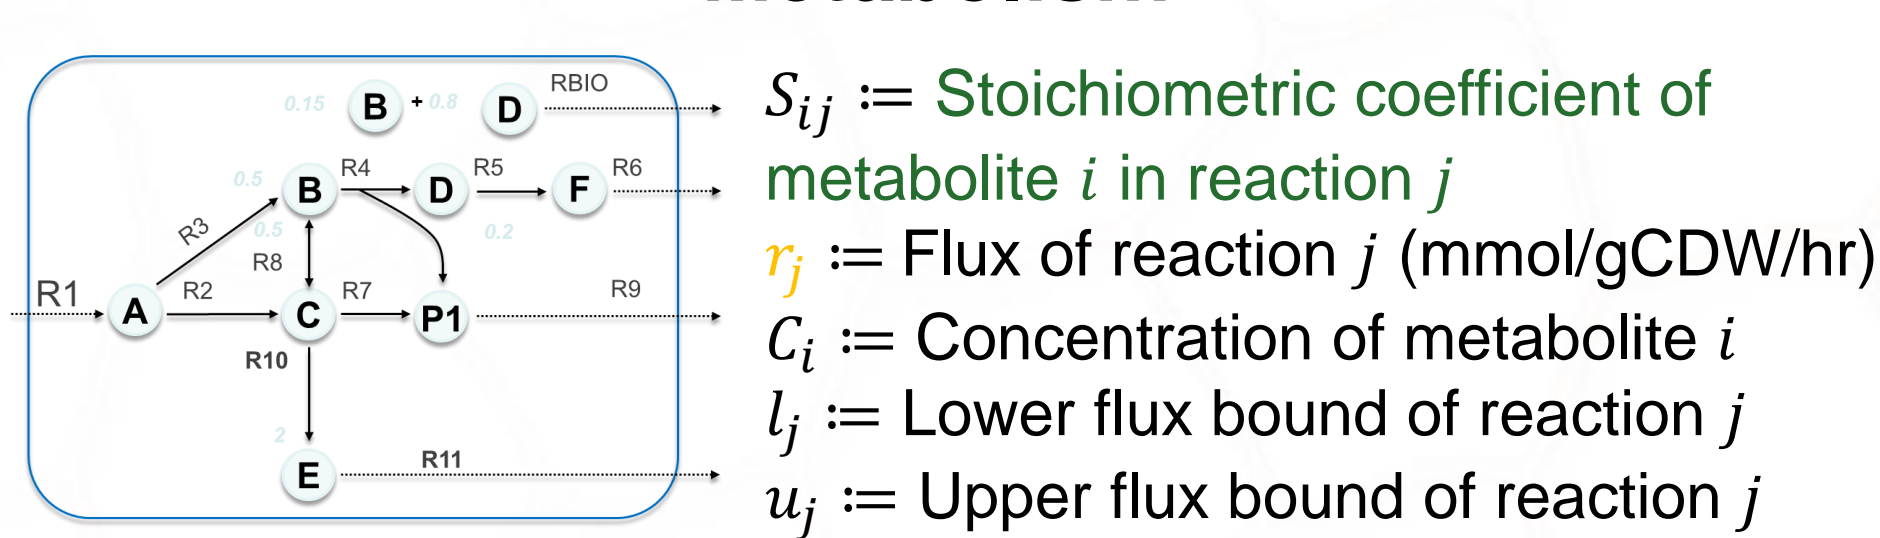 RBIO
0.15 B + 0.8 D
R4 R5 R6
0.5 B D F
R3 0.5 0.2
R8
R1 R2 R7 R9
A C P1
R10
2 R11
E
S_{ij} ≔ Stoichiometric coefficient of
metabolite i in reaction j
r_j ≔ Flux of reaction j (mmol/gCDW/hr)
C_i ≔ Concentration of metabolite i
l_j ≔ Lower flux bound of reaction j
u_j ≔ Upper flux bound of reaction j